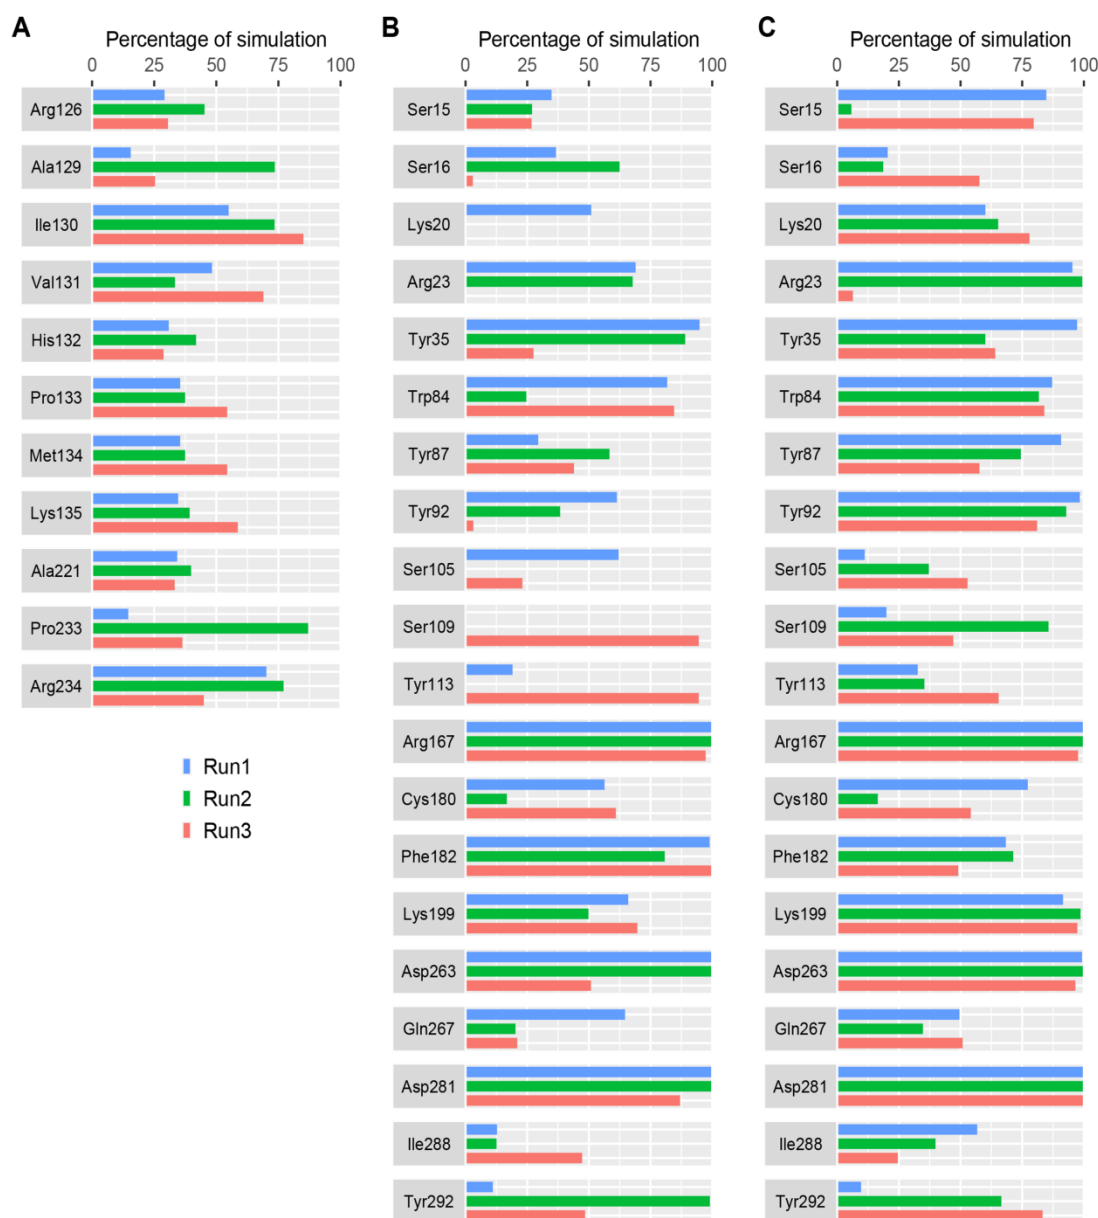 A
Percentage of simulation
0 25 50 75 100
Arg126
Ala129
Ile130
Val131
His132
Pro133
Met134
Lys135
Ala221
Pro233
Arg234
Run1
Run2
Run3
B
Percentage of simulation
0 25 50 75 100
Ser15
Ser16
Lys20
Arg23
Tyr35
Trp84
Tyr87
Tyr92
Ser105
Ser109
Tyr113
Arg167
Cys180
Phe182
Lys199
Asp263
Gln267
Asp281
Ile288
Tyr292
C
Percentage of simulation
0 25 50 75 100
Ser15
Ser16
Lys20
Arg23
Tyr35
Trp84
Tyr87
Tyr92
Ser105
Ser109
Tyr113
Arg167
Cys180
Phe182
Lys199
Asp263
Gln267
Asp281
Ile288
Tyr292